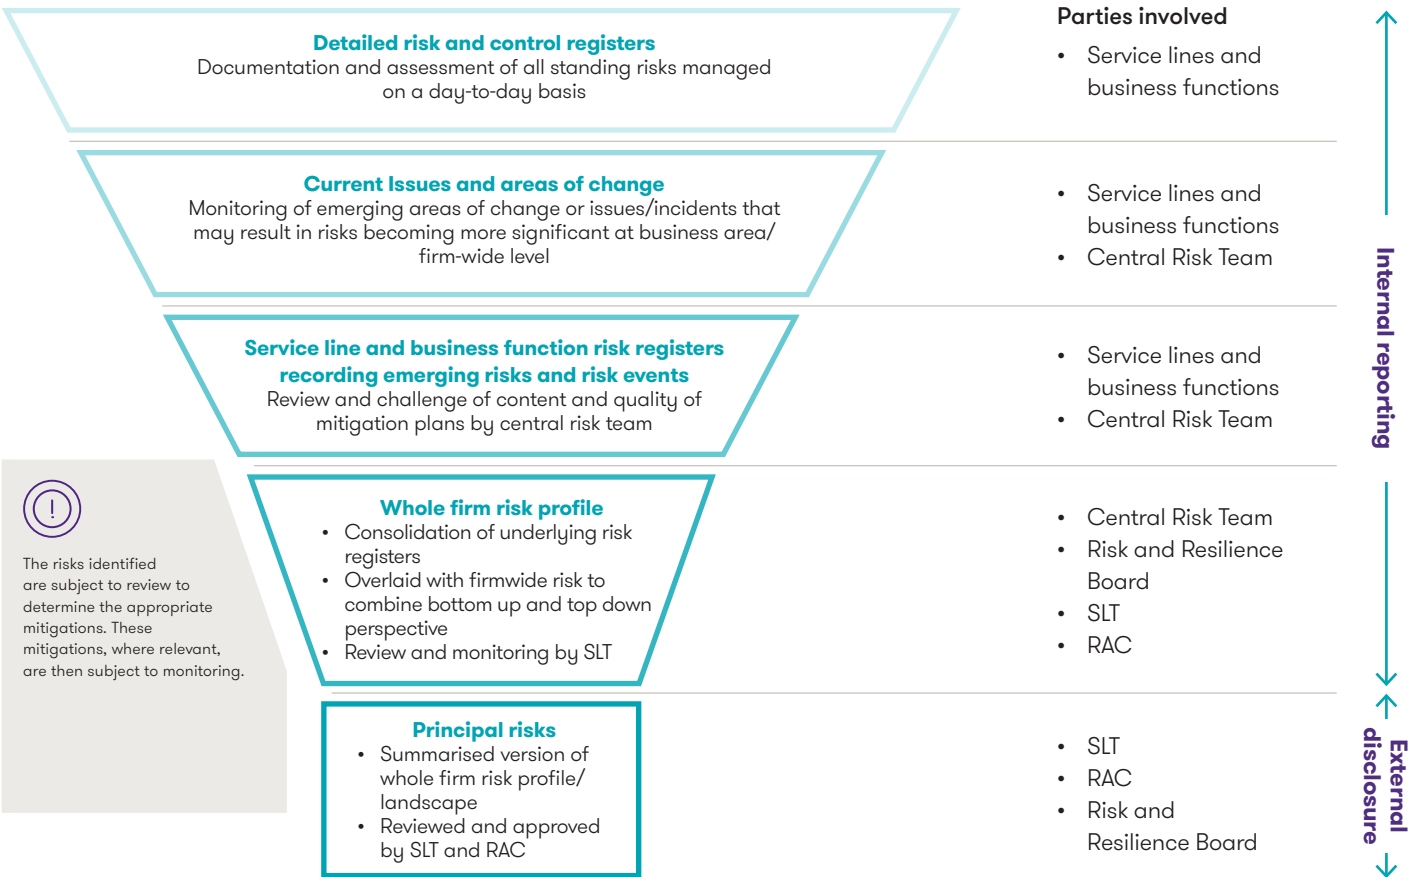 Parties involved
Detailed risk and control registers
Documentation and assessment of all standing risks managed
on a day-to-day basis
• Service lines and
business functions
Current Issues and areas of change
Monitoring of emerging areas of change or issues/incidents that
may result in risks becoming more significant at business area/
firm-wide level
• Service lines and
business functions
• Central Risk Team
Service line and business function risk registers
recording emerging risks and risk events
Review and challenge of content and quality of
mitigation plans by central risk team
• Service lines and
business functions
• Central Risk Team
Internal reporting
Whole firm risk profile
• Consolidation of underlying risk
registers
• Overlaid with firmwide risk to
combine bottom up and top down
perspective
• Review and monitoring by SLT
• Central Risk Team
• Risk and Resilience
Board
• SLT
• RAC
!
The risks identified
are subject to review to
determine the appropriate
mitigations. These
mitigations, where relevant,
are then subject to monitoring.
Principal risks
• Summarised version of
whole firm risk profile/
landscape
• Reviewed and approved
by SLT and RAC
• SLT
• RAC
• Risk and
Resilience Board
External
disclosure